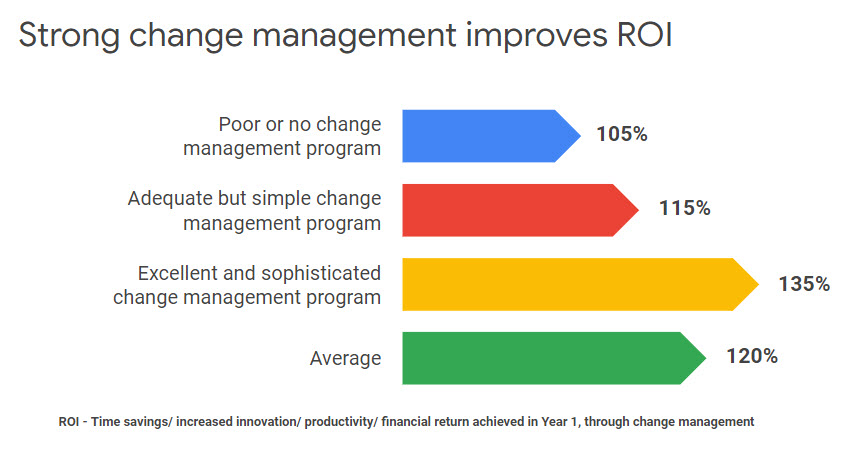 Strong change management improves ROI
Poor or no change
management program
105%
Adequate but simple change
management program
115%
Excellent and sophisticated
change management program
135%
Average
120%
ROI - Time savings/ increased innovation/ productivity/ financial return achieved in Year 1, through change management